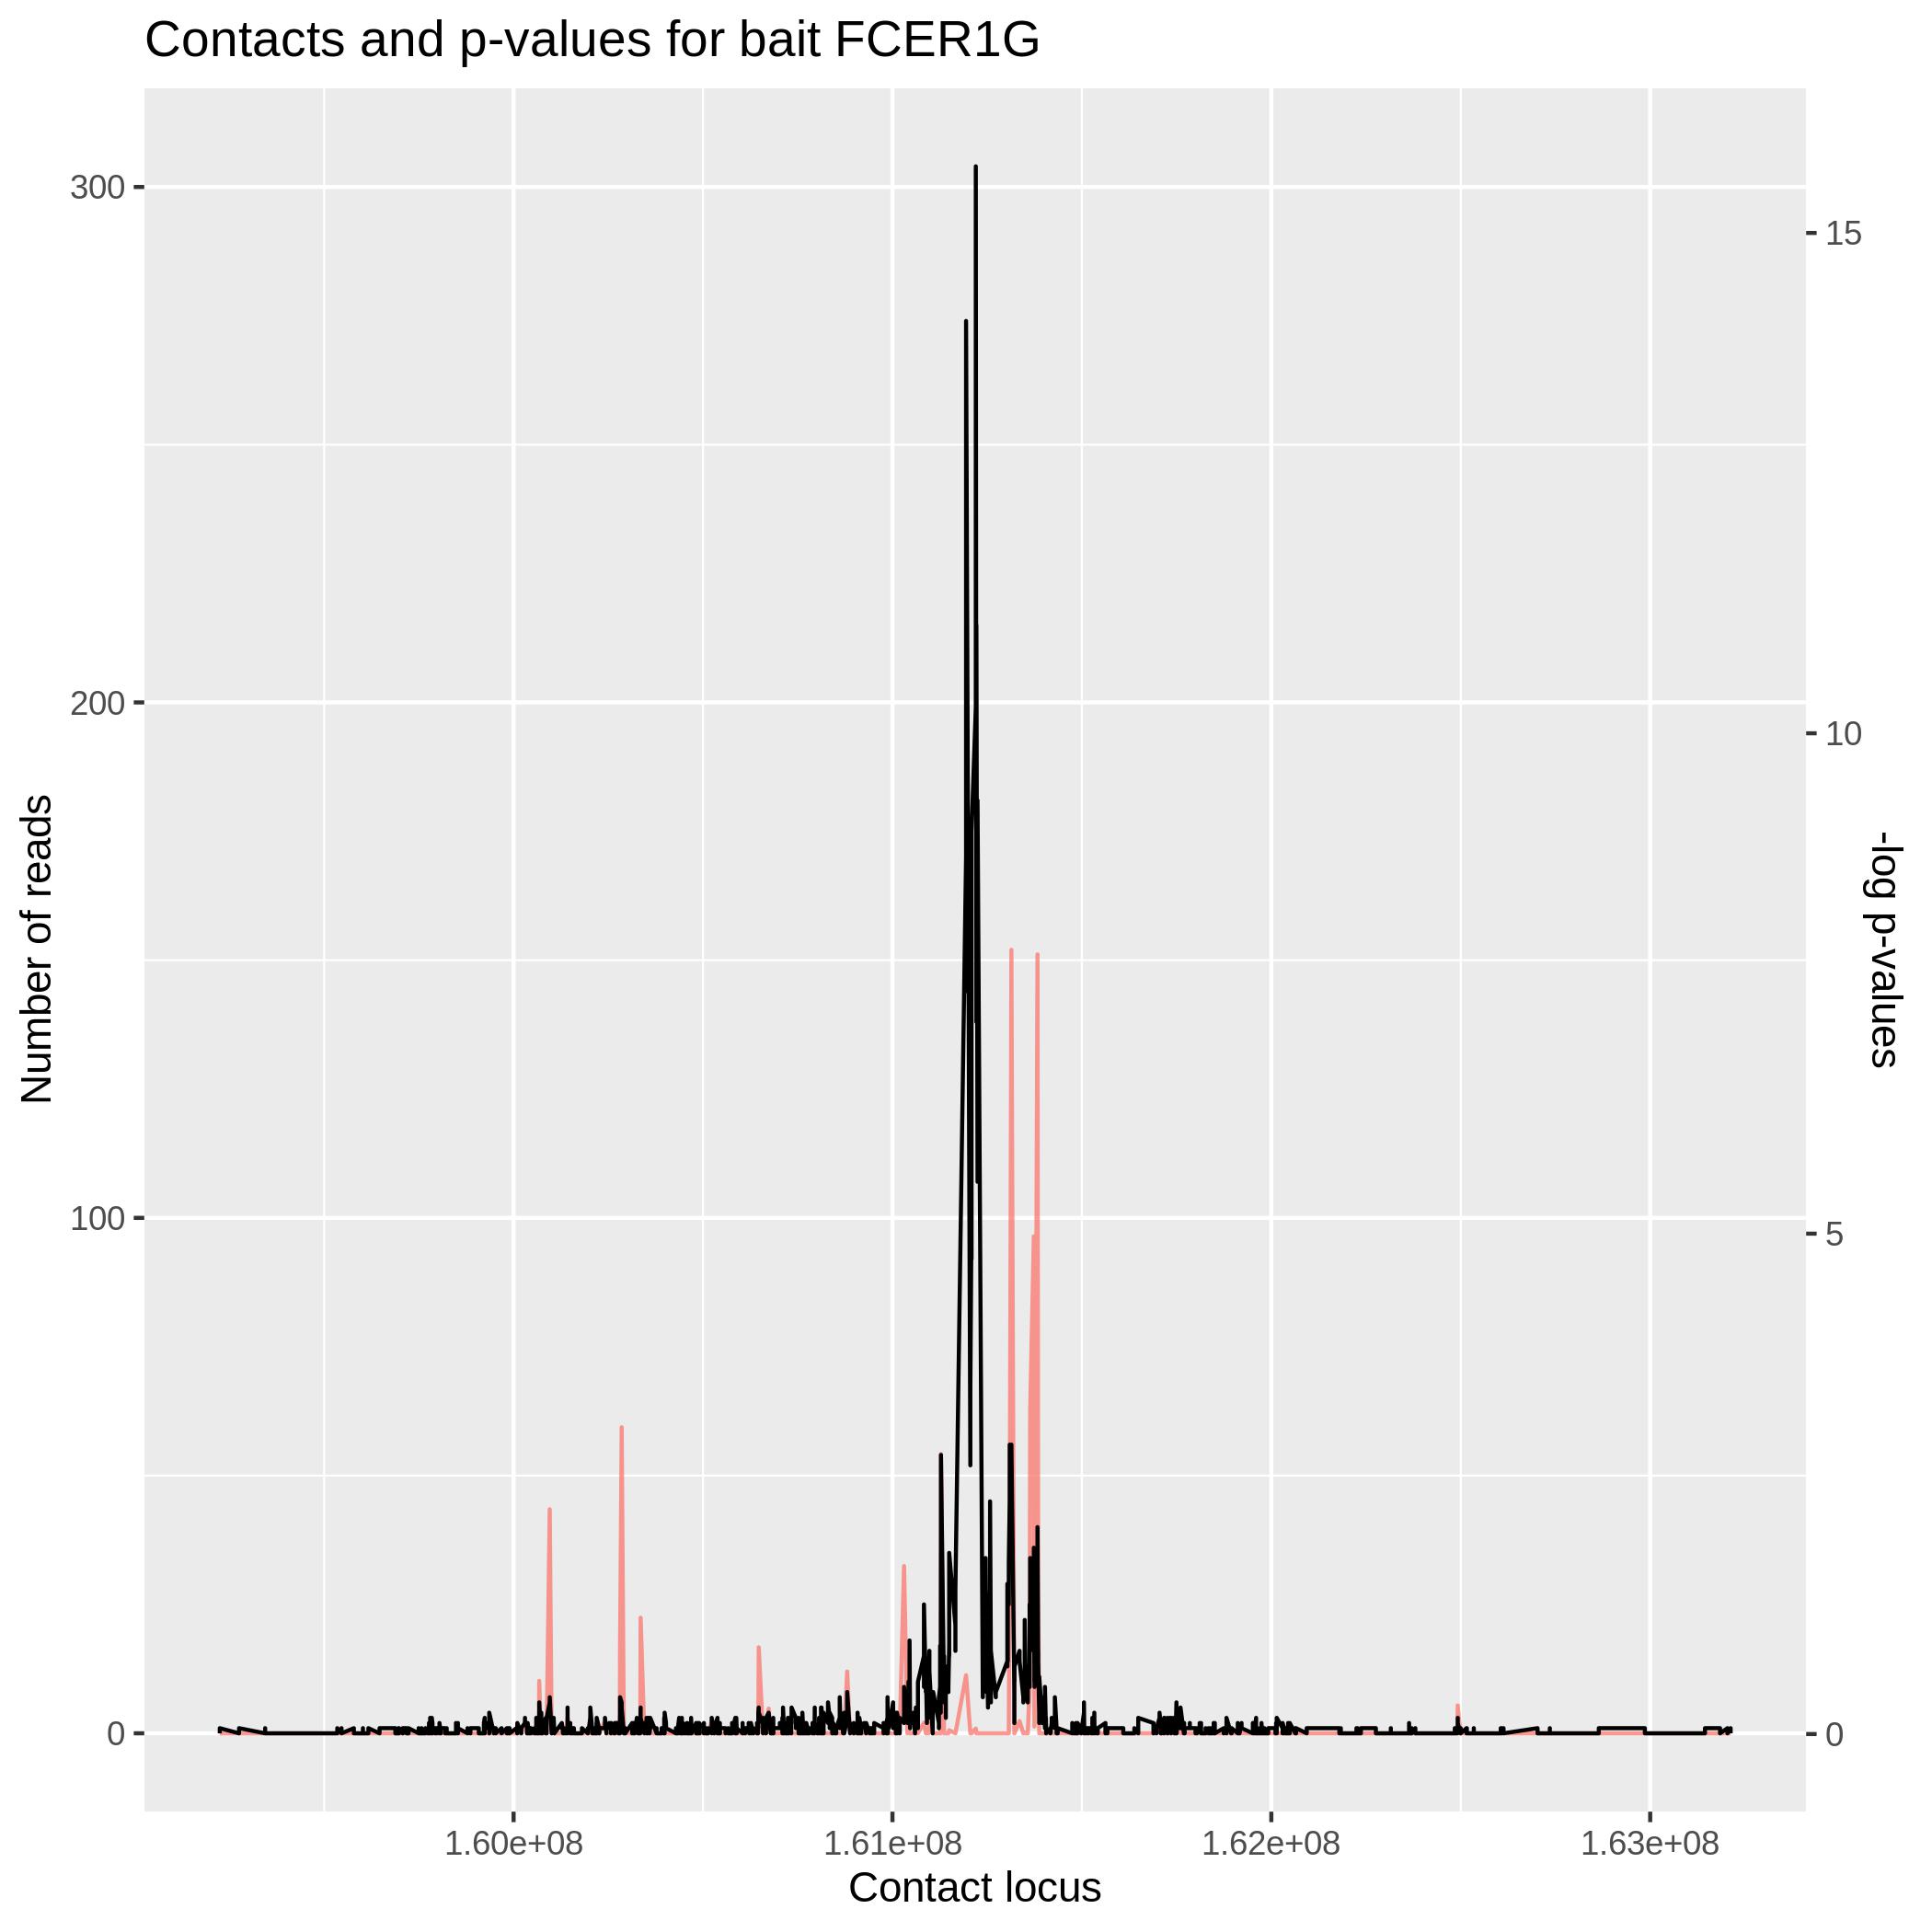 Contacts and p-values for bait FCER1G
300
200
100
0
Number of reads
15
10
5
0
-log p-values
1.60e+08
1.61e+08
1.62e+08
1.63e+08
Contact locus